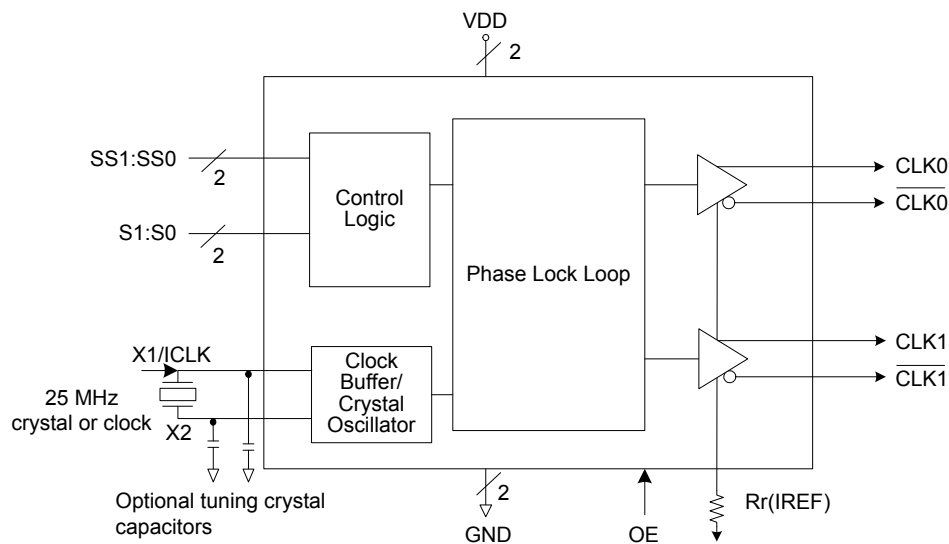 VDD
2
SS1:SS0
2
S1:S0
2
Control
Logic
Phase Lock Loop
CLK0
CLK0
CLK1
CLK1
X1/ICLK
25 MHz
crystal or clock
X2
Clock
Buffer/
Crystal
Oscillator
Optional tuning crystal
capacitors
2
GND
OE
Rr(IREF)